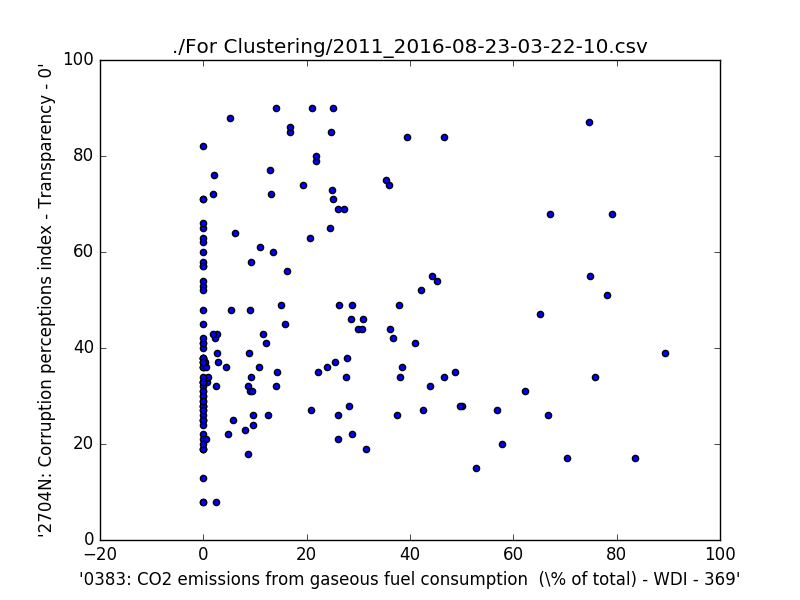 ./For Clustering/2011_2016-08-23-03-22-10.csv
100
80
60
40
20
0
'2704N: Corruption perceptions index - Transparency - 0'
−20 0 20 40 60 80 100
'0383: CO2 emissions from gaseous fuel consumption  (\% of total) - WDI - 369'